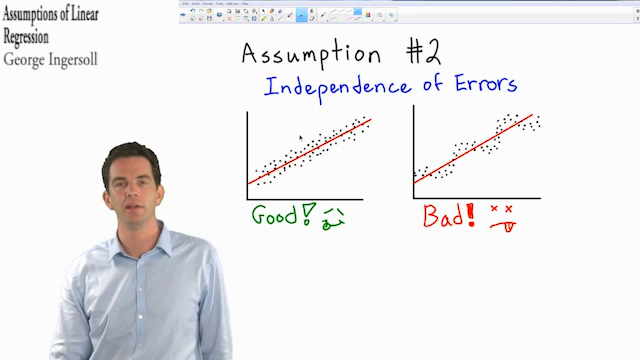 Assumptions of Linear
Regression
George Ingersoll
Assumption #2
Independence of Errors
Good!
Bad!